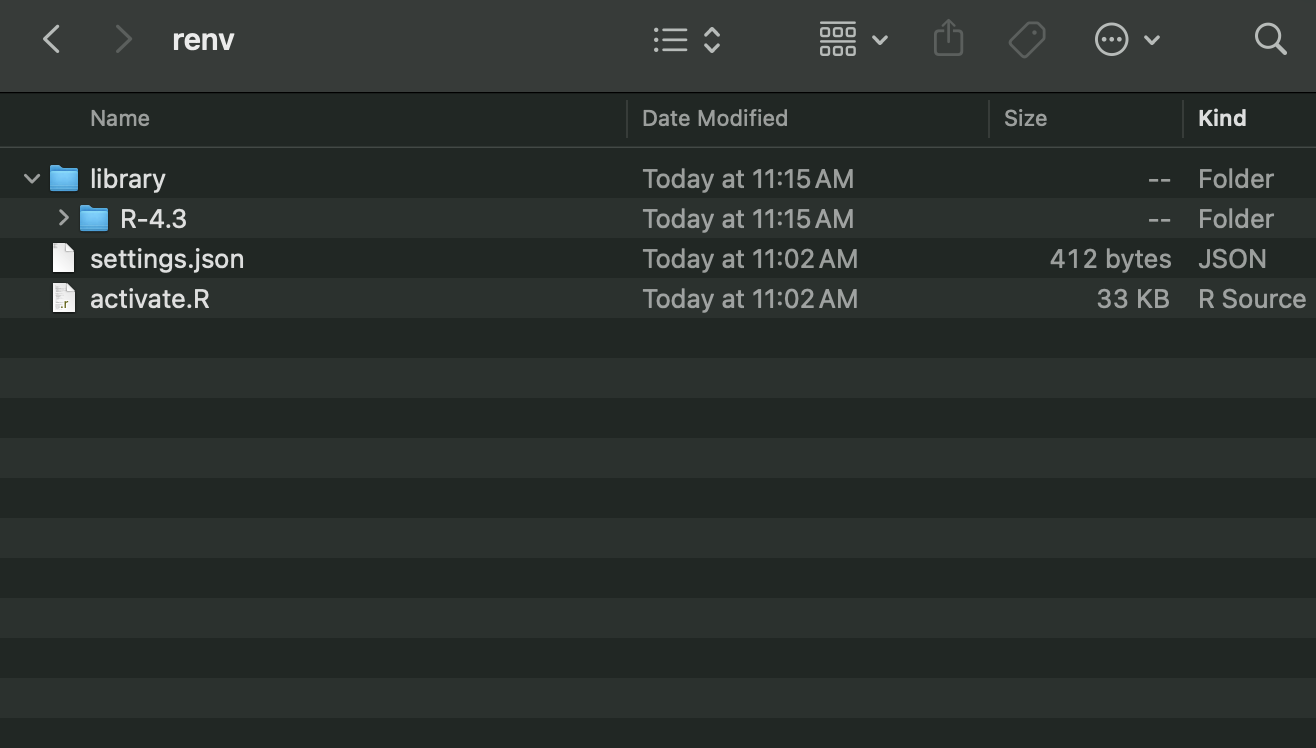 renv
Name Date Modified Size Kind
library Today at 11:15 AM -- Folder
R-4.3 Today at 11:15 AM -- Folder
settings.json Today at 11:02 AM 412 bytes JSON
activate.R Today at 11:02 AM 33 KB R Source